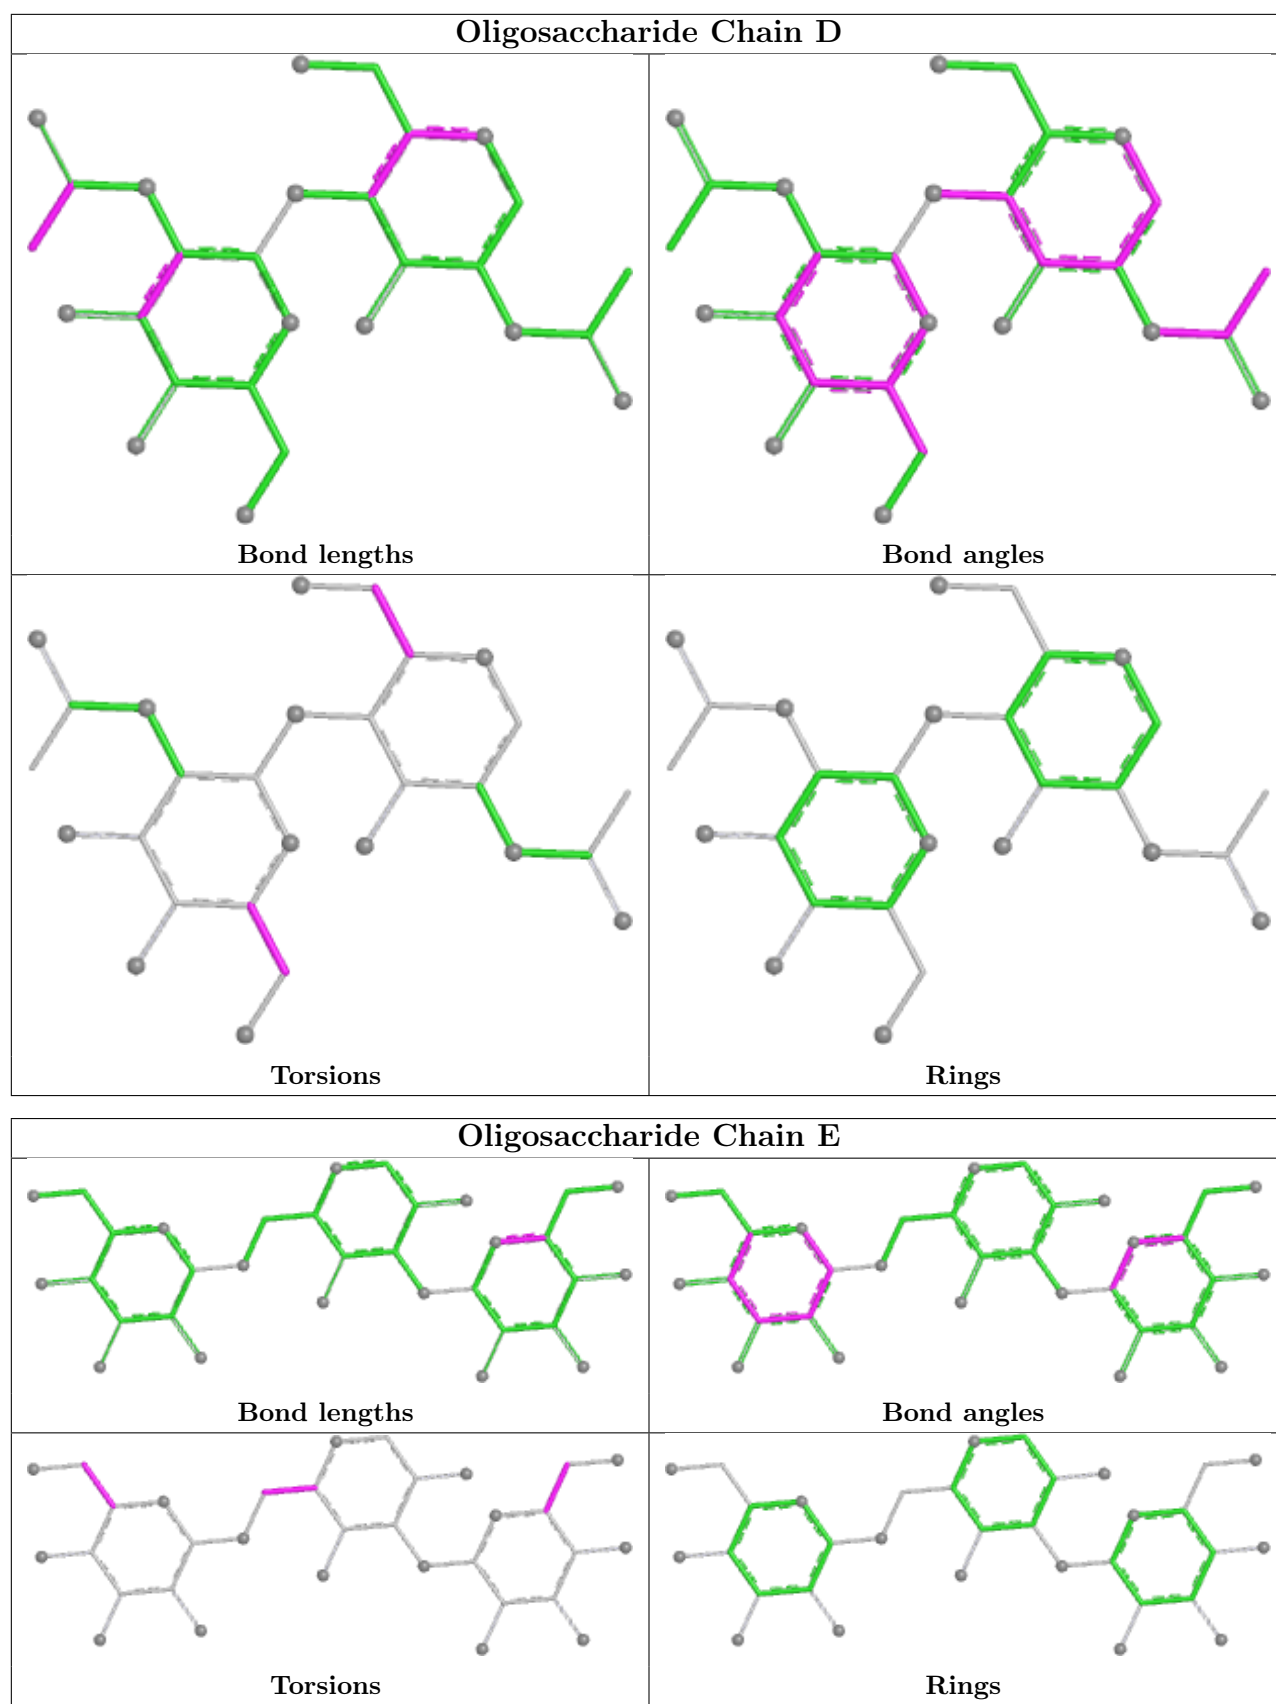 Oligosaccharide Chain D
Bond lengths
Bond angles
Torsions
Rings
Oligosaccharide Chain E
Bond lengths
Bond angles
Torsions
Rings